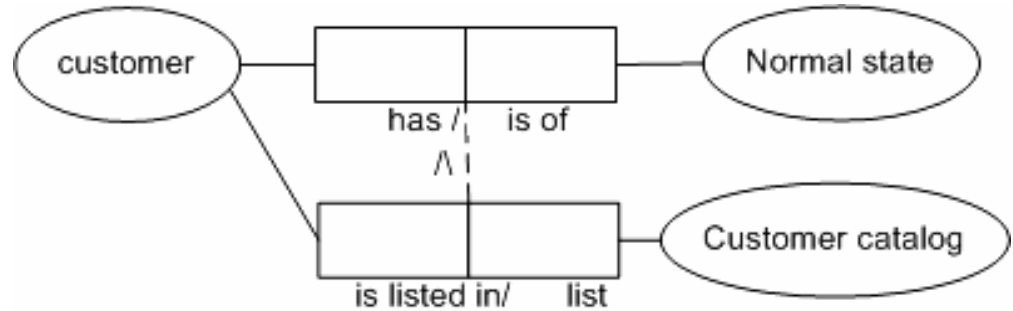 customer
Normal state
has / is of
/\
Customer catalog
is listed in/ list